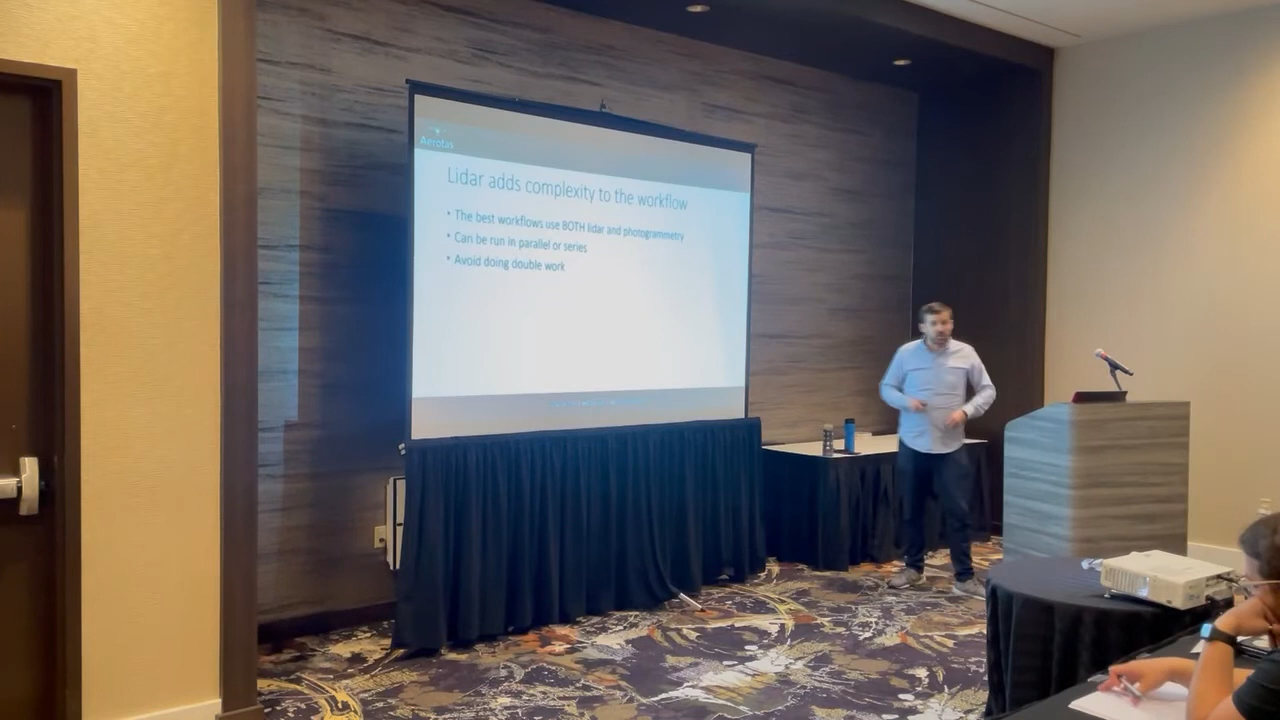 Aerotas
Lidar adds complexity to the workflow
• The best workflows use BOTH lidar and photogrammetry
• Can be run in parallel or series
• Avoid doing double work